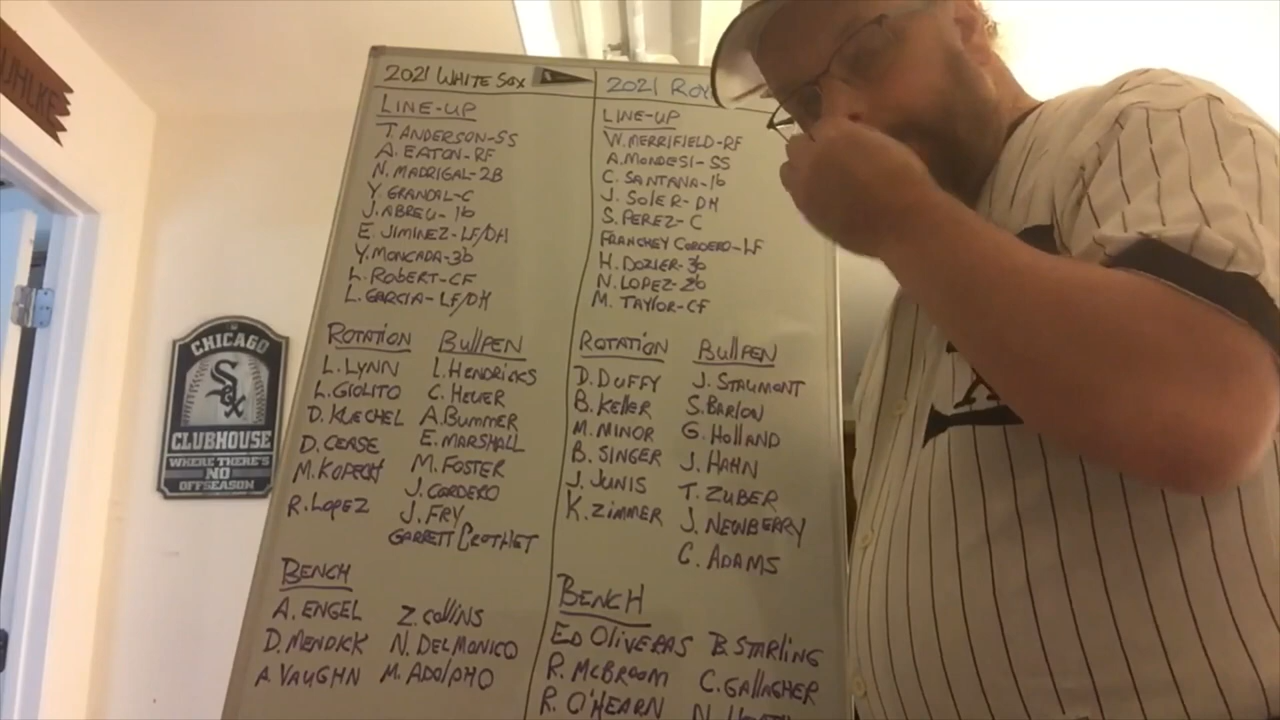 UHLKE
2021 WHITE SOX
LINE-UP
T. ANDERSON-SS
A. EATON-RF
N. MADRIGAL-2B
Y. GRANDAL-C
J. ABREU-1b
E. JIMINEZ-LF/DH
Y. MONCADA-3b
L. ROBERT-CF
L. GARCIA-LF/DH
ROTATION
L. LYNN
L. GIOLITO
D. KUECHEL
D. CEASE
M. KOPECH
R. LOPEZ
BullPEN
L. HENDRICKS
C. HEUER
A. BUMMER
E. MARSHALL
M. FOSTER
J. CORDERO
J. FRY
GARRETT CROTHET
BENCH
A. ENGEL
D. MENDICK
A. VAUGHN
Z. Collins
N. DELMONICO
M. ADOlPHO
2021 ROY
LINE-UP
W. MERRIFIELD-RF
A. MONDESI-SS
C. SANTANA-1b
J. SOLER-DH
S. PEREZ-C
FRANCHEY CORDERO-LF
H. DOZIER-3b
N. LOPEZ-2b
M. TAYLOR-CF
ROTATION
D. DUFFY
B. KELLER
M. MINOR
B. SINGER
J. JUNIS
K. ZIMMER
BullPEN
J. STAUMONT
S. BARLOW
G. HOLLAND
J. HAHN
T. ZUBER
J. NEWBERRY
C. ADAMS
BENCH
ED OLIVERAS
R. McBROOM
R. O'HEARN
B. STARLING
C. GALLAGHER
CHICAGO
Sox
CLUBHOUSE
WHERE THERE'S
NO
OFFSEASON